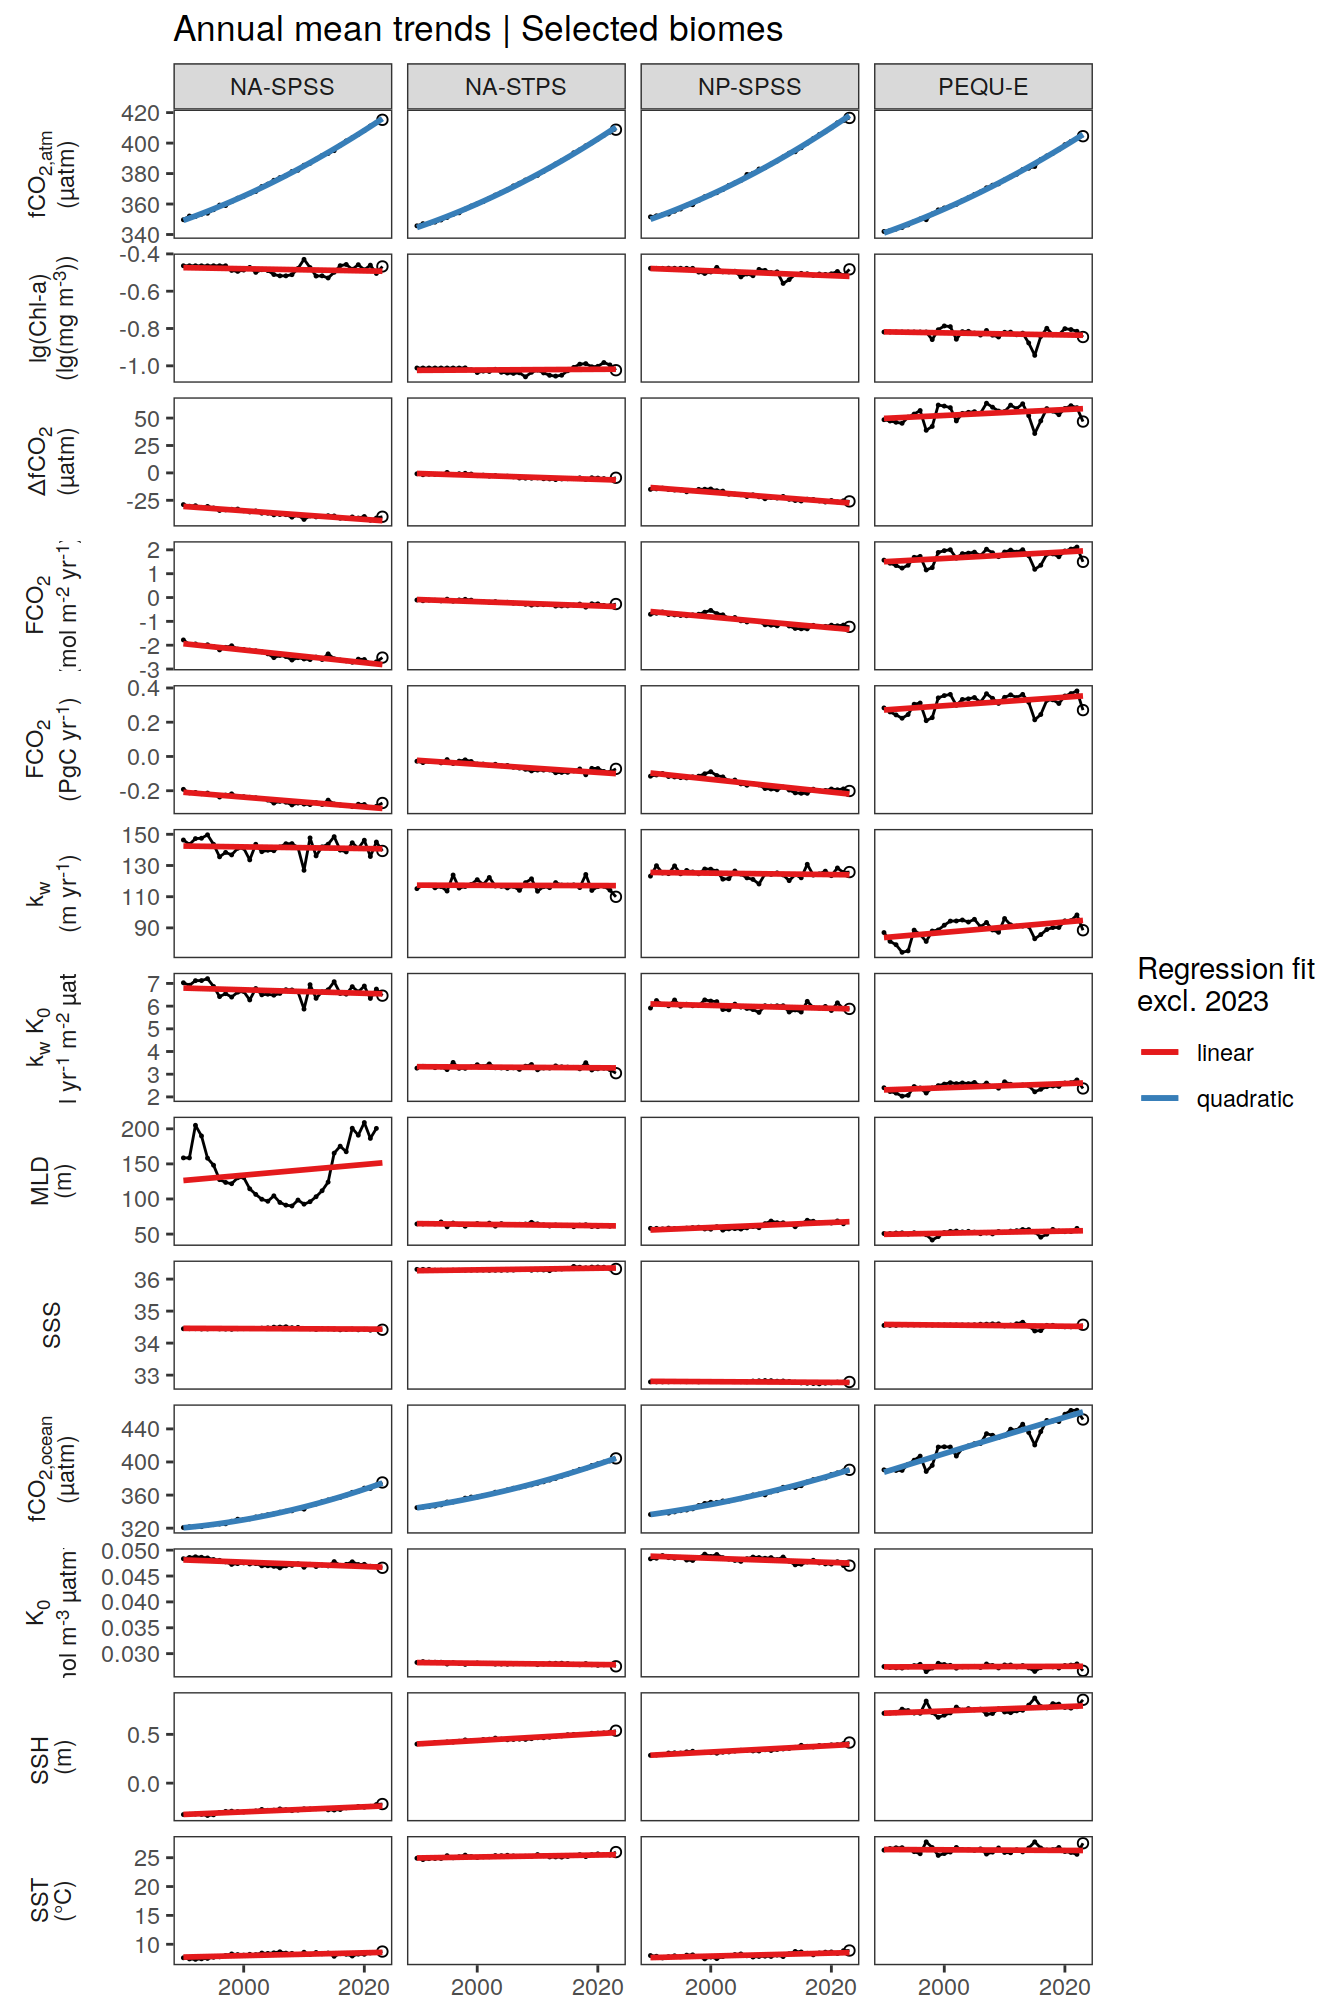 Annual mean trends | Selected biomes
NA-SPSS NA-STPS NP-SPSS PEQU-E
fCO2,atm
(µatm)
420
400
380
360
340
lg(Chl-a)
(lg(mg m-3))
-0.4
-0.6
-0.8
-1.0
ΔfCO2
(µatm)
50
25
0
-25
FCO2
(mol m-2 yr-1)
2
1
0
-1
-2
-3
FCO2
(PgC yr-1)
0.4
0.2
0.0
-0.2
kw
(m yr-1)
150
130
110
90
kw K0
l yr-1 m-2 µat
7
6
5
4
3
2
MLD
(m)
200
150
100
50
SSS
36
35
34
33
fCO2,ocean
(µatm)
440
400
360
320
K0
ol m-3 µatm-
0.050
0.045
0.040
0.035
0.030
SSH
(m)
0.5
0.0
SST
(°C)
25
20
15
10
2000 2020 2000 2020 2000 2020 2000 2020
Regression fit
excl. 2023
linear
quadratic